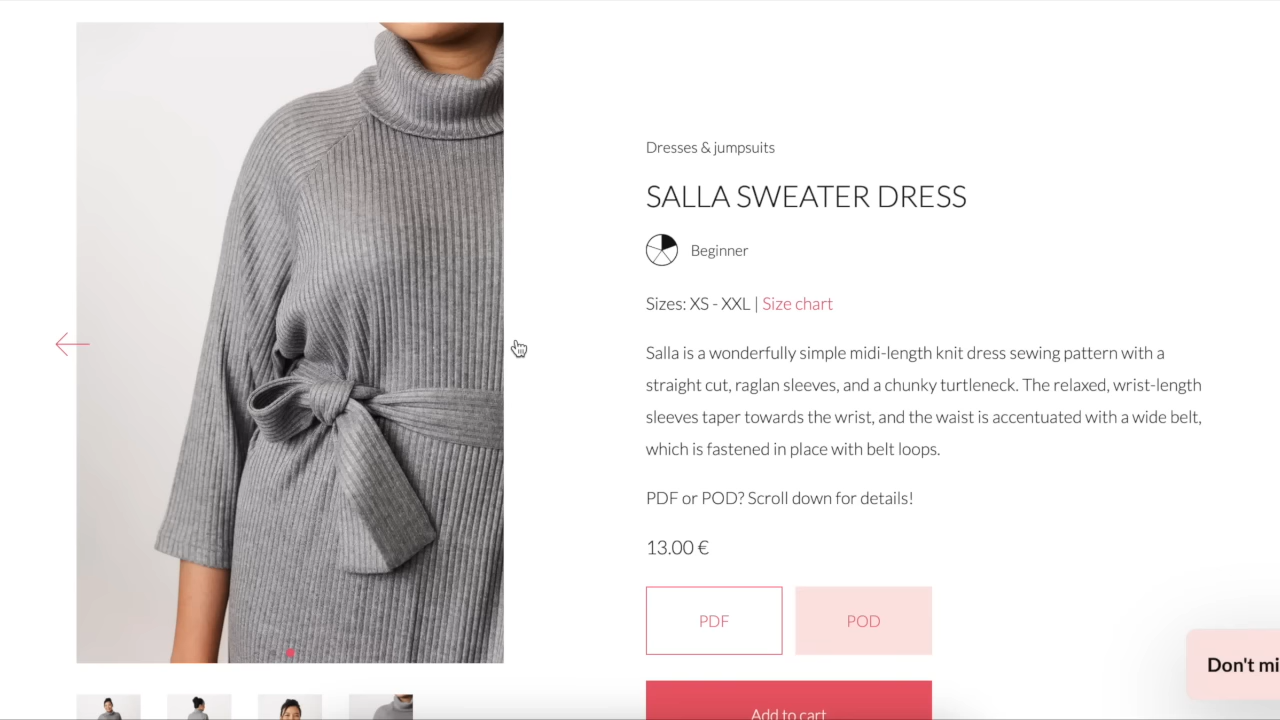 Dresses & jumpsuits
SALLA SWEATER DRESS
Beginner
Sizes: XS - XXL | Size chart
Salla is a wonderfully simple midi-length knit dress sewing pattern with a
straight cut, raglan sleeves, and a chunky turtleneck. The relaxed, wrist-length
sleeves taper towards the wrist, and the waist is accentuated with a wide belt,
which is fastened in place with belt loops.
PDF or POD? Scroll down for details!
13.00 €
PDF POD
Don't mi
Add to cart